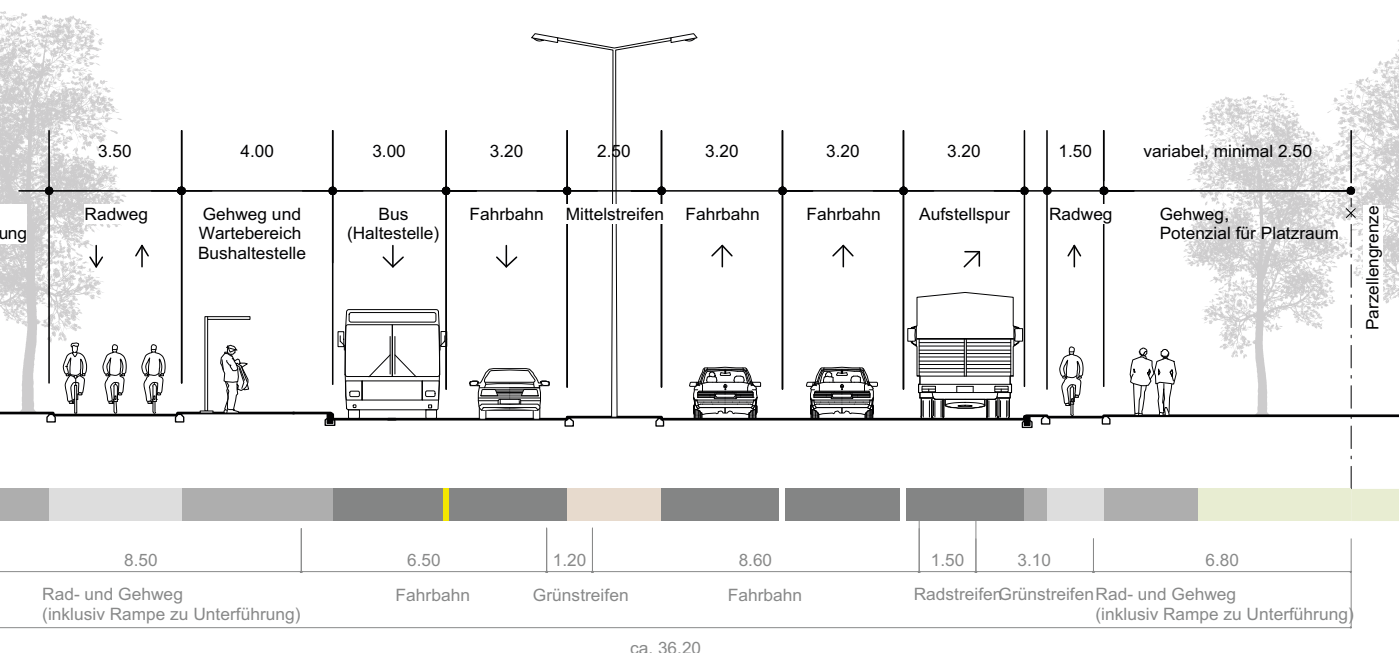 3.50 4.00 3.00 3.20 2.50 3.20 3.20 3.20 1.50 variabel, minimal 2.50
ung
Radweg
Gehweg und
Wartebereich
Bushaltestelle
Bus
(Haltestelle)
Fahrbahn
Mittelstreifen
Fahrbahn
Fahrbahn
Aufstellspur
Radweg
Gehweg,
Potenzial für Platzraum
Parzellengrenze
8.50 6.50 1.20 8.60 1.50 3.10 6.80
Rad- und Gehweg
(inklusiv Rampe zu Unterführung)
Fahrbahn
Grünstreifen
Fahrbahn
Radstreifen
Grünstreifen
Rad- und Gehweg
(inklusiv Rampe zu Unterführung)
ca. 36.20